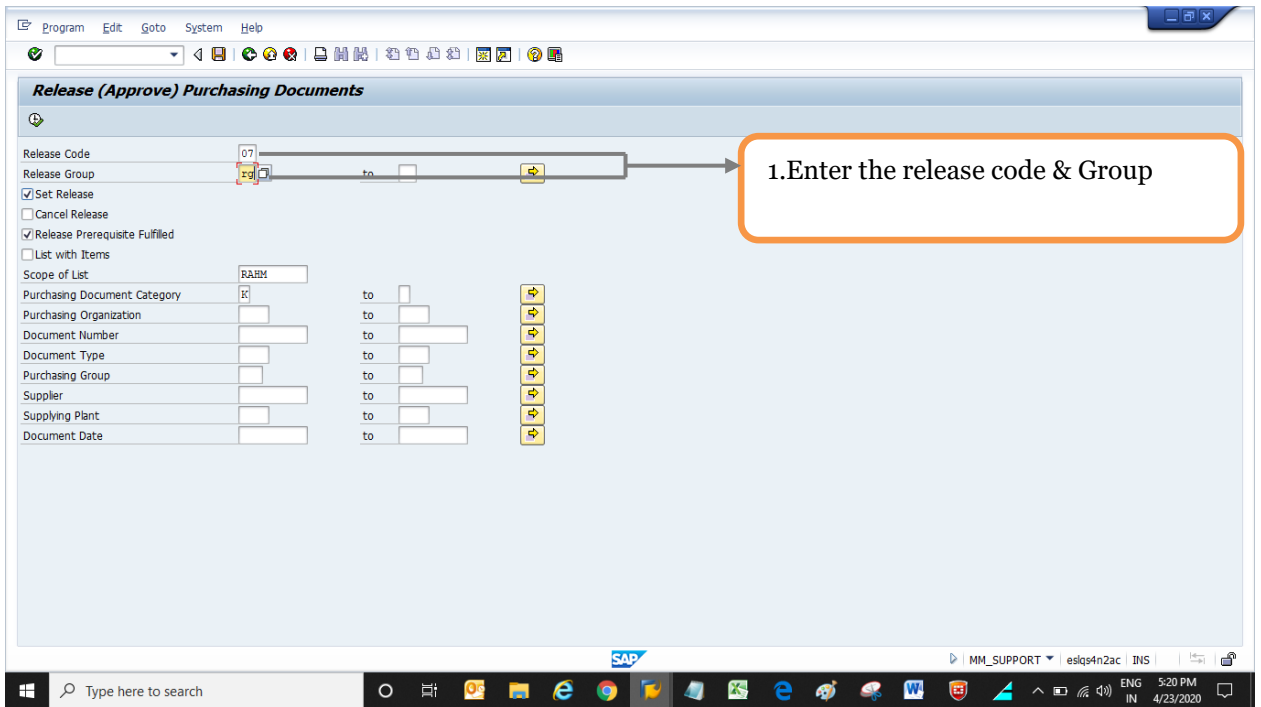 Program Edit Goto System Help
Release (Approve) Purchasing Documents
Release Code 07
Release Group rg to
1.Enter the release code & Group
Set Release
Cancel Release
Release Prerequisite Fulfilled
List with Items
Scope of List RAHM
Purchasing Document Category K to
Purchasing Organization to
Document Number to
Document Type to
Purchasing Group to
Supplier to
Supplying Plant to
Document Date to
SAP MM_SUPPORT eslqs4n2ac INS
Type here to search ENG 5:20 PM
IN 4/23/2020